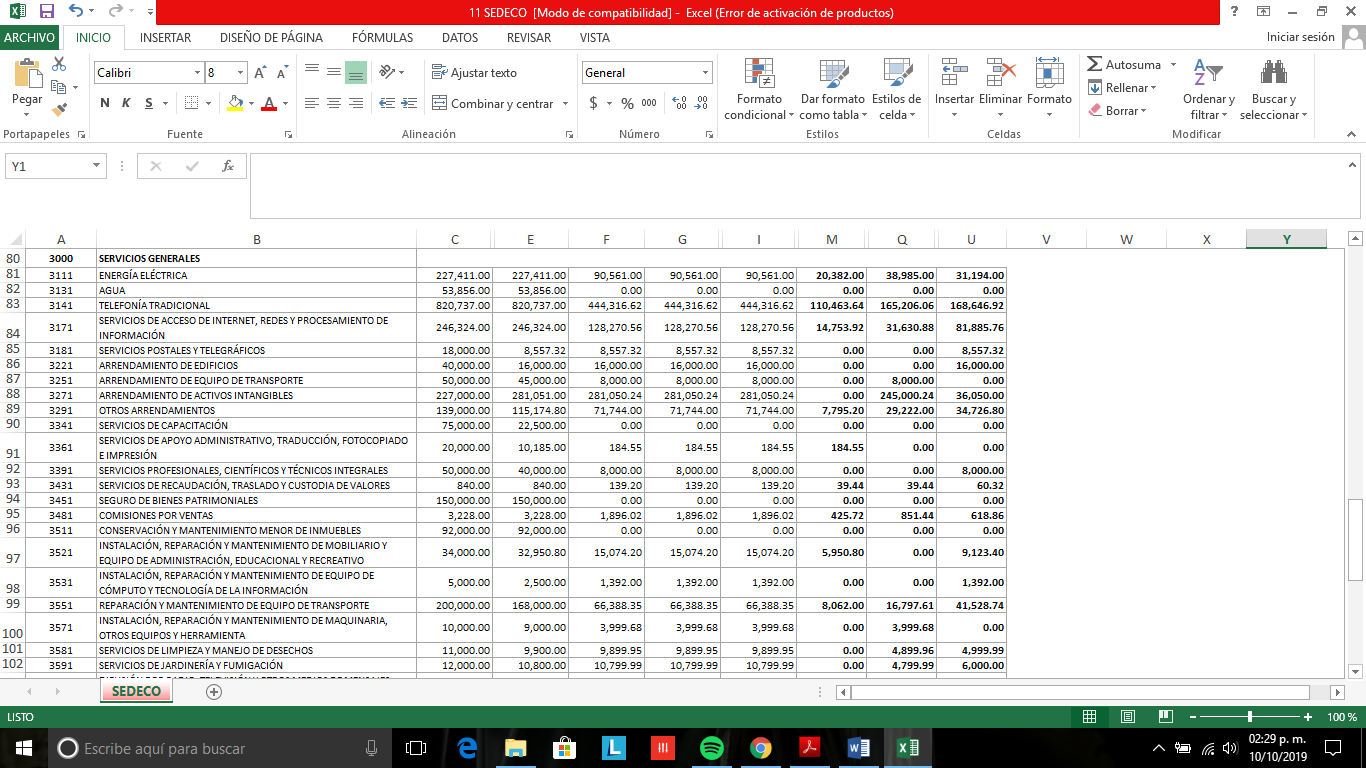 11 SEDECO [Modo de compatibilidad] - Excel (Error de activación de productos)
ARCHIVO INICIO INSERTAR DISEÑO DE PÁGINA FÓRMULAS DATOS REVISAR VISTA Iniciar sesión
Pegar
Portapapeles
Calibri 8
N K S
Fuente
Ajustar texto
Combinar y centrar
Alineación
General
$ % 000
Número
Formato condicional
Dar formato como tabla
Estilos de celda
Estilos
Insertar Eliminar Formato
Celdas
Autosuma
Rellenar
Borrar
Ordenar y filtrar
Buscar y seleccionar
Modificar
Y1
fx
A B C E F G I M Q U V W X Y
80 3000 SERVICIOS GENERALES
81 3111 ENERGÍA ELÉCTRICA 227,411.00 227,411.00 90,561.00 90,561.00 90,561.00 20,382.00 38,985.00 31,194.00
82 3131 AGUA 53,856.00 53,856.00 0.00 0.00 0.00 0.00 0.00 0.00
83 3141 TELEFONÍA TRADICIONAL 820,737.00 820,737.00 444,316.62 444,316.62 444,316.62 110,463.64 165,206.06 168,646.92
84 3171 SERVICIOS DE ACCESO DE INTERNET, REDES Y PROCESAMIENTO DE INFORMACIÓN 246,324.00 246,324.00 128,270.56 128,270.56 128,270.56 14,753.92 31,630.88 81,885.76
85 3181 SERVICIOS POSTALES Y TELEGRÁFICOS 18,000.00 8,557.32 8,557.32 8,557.32 8,557.32 0.00 0.00 8,557.32
86 3221 ARRENDAMIENTO DE EDIFICIOS 40,000.00 16,000.00 16,000.00 16,000.00 16,000.00 0.00 0.00 16,000.00
87 3251 ARRENDAMIENTO DE EQUIPO DE TRANSPORTE 50,000.00 45,000.00 8,000.00 8,000.00 8,000.00 0.00 8,000.00 0.00
88 3271 ARRENDAMIENTO DE ACTIVOS INTANGIBLES 227,000.00 281,051.00 281,050.24 281,050.24 281,050.24 0.00 245,000.24 36,050.00
89 3291 OTROS ARRENDAMIENTOS 139,000.00 115,174.80 71,744.00 71,744.00 71,744.00 7,795.20 29,222.00 34,726.80
90 3341 SERVICIOS DE CAPACITACIÓN 75,000.00 22,500.00 0.00 0.00 0.00 0.00 0.00 0.00
91 3361 SERVICIOS DE APOYO ADMINISTRATIVO, TRADUCCIÓN, FOTOCOPIADO E IMPRESIÓN 20,000.00 10,185.00 184.55 184.55 184.55 184.55 0.00 0.00
92 3391 SERVICIOS PROFESIONALES, CIENTÍFICOS Y TÉCNICOS INTEGRALES 50,000.00 40,000.00 8,000.00 8,000.00 8,000.00 0.00 0.00 8,000.00
93 3431 SERVICIOS DE RECAUDACIÓN, TRASLADO Y CUSTODIA DE VALORES 840.00 840.00 139.20 139.20 139.20 39.44 39.44 60.32
94 3451 SEGURO DE BIENES PATRIMONIALES 150,000.00 150,000.00 0.00 0.00 0.00 0.00 0.00 0.00
95 3481 COMISIONES POR VENTAS 3,228.00 3,228.00 1,896.02 1,896.02 1,896.02 425.72 851.44 618.86
96 3511 CONSERVACIÓN Y MANTENIMIENTO MENOR DE INMUEBLES 92,000.00 92,000.00 0.00 0.00 0.00 0.00 0.00 0.00
97 3521 INSTALACIÓN, REPARACIÓN Y MANTENIMIENTO DE MOBILIARIO Y EQUIPO DE ADMINISTRACIÓN, EDUCACIONAL Y RECREATIVO 34,000.00 32,950.80 15,074.20 15,074.20 15,074.20 5,950.80 0.00 9,123.40
98 3531 INSTALACIÓN, REPARACIÓN Y MANTENIMIENTO DE EQUIPO DE CÓMPUTO Y TECNOLOGÍA DE LA INFORMACIÓN 5,000.00 2,500.00 1,392.00 1,392.00 1,392.00 0.00 0.00 1,392.00
99 3551 REPARACIÓN Y MANTENIMIENTO DE EQUIPO DE TRANSPORTE 200,000.00 168,000.00 66,388.35 66,388.35 66,388.35 8,062.00 16,797.61 41,528.74
100 3571 INSTALACIÓN, REPARACIÓN Y MANTENIMIENTO DE MAQUINARIA, OTROS EQUIPOS Y HERRAMIENTA 10,000.00 9,000.00 3,999.68 3,999.68 3,999.68 0.00 3,999.68 0.00
101 3581 SERVICIOS DE LIMPIEZA Y MANEJO DE DESECHOS 11,000.00 9,900.00 9,899.95 9,899.95 9,899.95 0.00 4,899.96 4,999.99
102 3591 SERVICIOS DE JARDINERÍA Y FUMIGACIÓN 12,000.00 10,800.00 10,799.99 10,799.99 10,799.99 0.00 4,799.99 6,000.00
SEDECO
LISTO 100 %
Escribe aquí para buscar
02:29 p. m.
10/10/2019